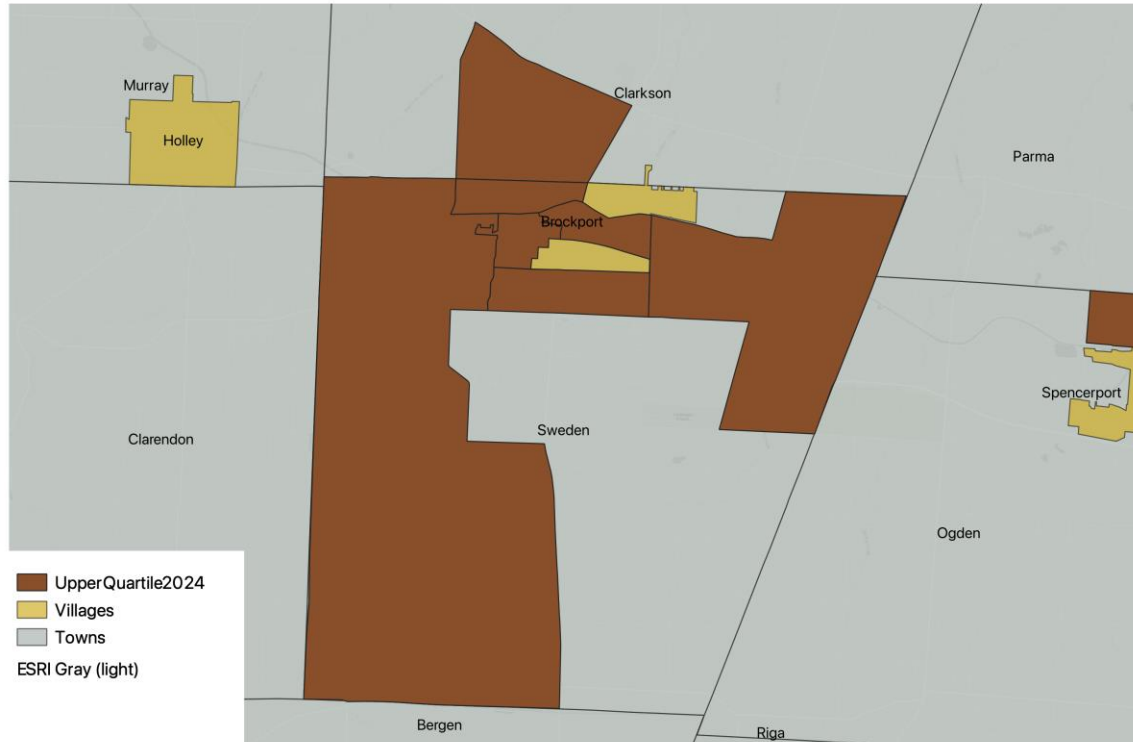 Clarkson
Murray
Holley
Parma
Brockport
Spencerport
Sweden
Clarendon
Ogden
UpperQuartile2024
Villages
Towns
ESRI Gray (light)
Bergen
Riga